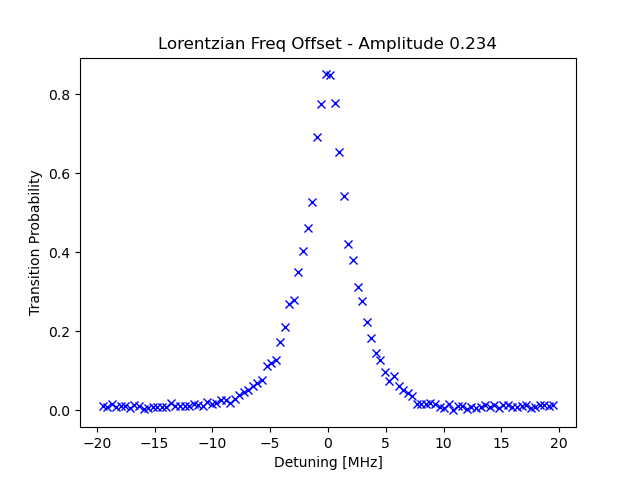 Lorentzian Freq Offset - Amplitude 0.234
Transition Probability
0.8
0.6
0.4
0.2
0.0
−20 −15 −10 −5 0 5 10 15 20
Detuning [MHz]